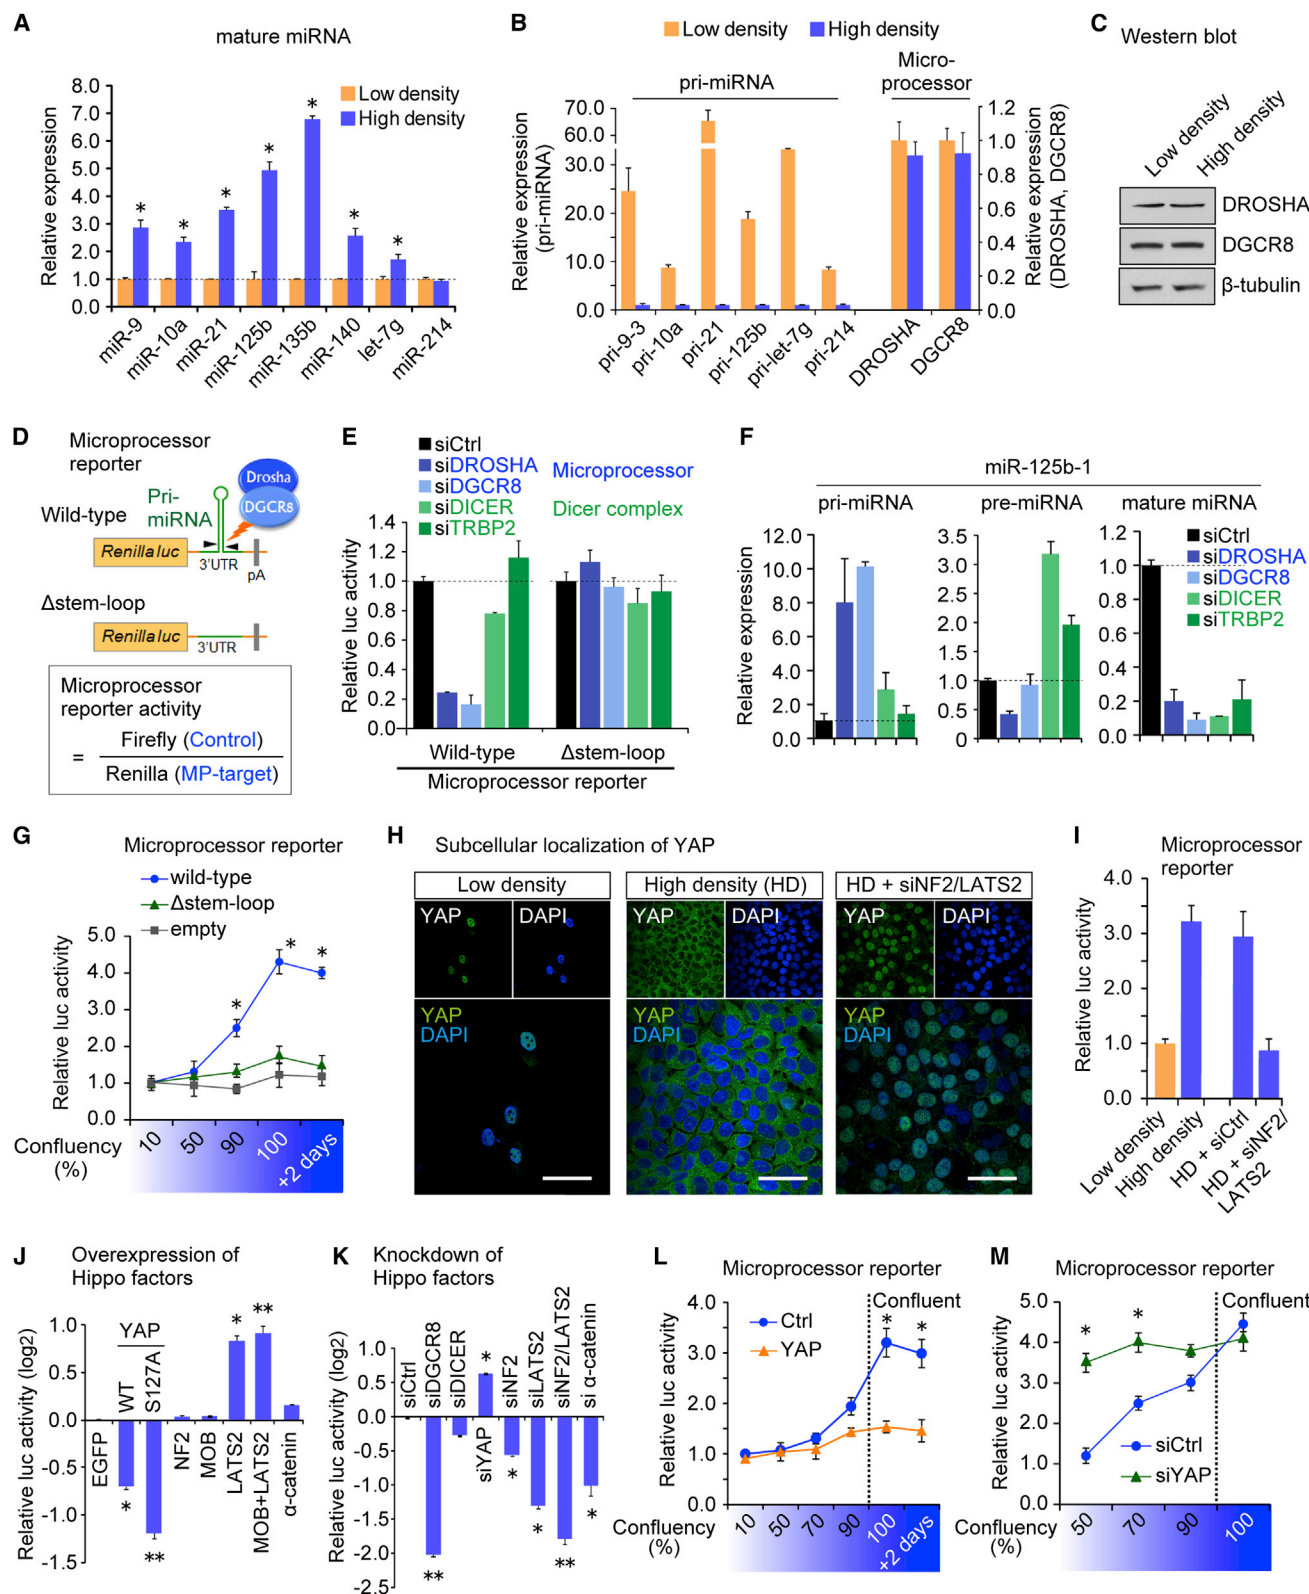 A
mature miRNA
Low density
High density
Relative expression
8.0
7.0
6.0
5.0
4.0
3.0
2.0
1.0
0.0
*
*
*
*
*
*
*
miR-9
miR-10a
miR-21
miR-125b
miR-135b
miR-140
let-7g
miR-214
B
Low density
High density
pri-miRNA
Micro-
processor
Relative expression
(pri-miRNA)
70.0
60.0
30.0
20.0
10.0
0.0
1.2
1.0
0.8
0.6
0.4
0.2
0.0
Relative expression
(DROSHA, DGCR8)
pri-9-3
pri-10a
pri-21
pri-125b
pri-let-7g
pri-214
DROSHA
DGCR8
C
Western blot
Low density
High density
DROSHA
DGCR8
β-tubulin
D
Microprocessor
reporter
Wild-type
Pri-
miRNA
Drosha
DGCR8
Renilla luc
3'UTR
pA
Δstem-loop
Renilla luc
3'UTR
Microprocessor
reporter activity
=
Firefly (Control)
Renilla (MP-target)
E
siCtrl
siDROSHA
siDGCR8
siDICER
siTRBP2
Microprocessor
Dicer complex
Relative luc activity
1.4
1.2
1.0
0.8
0.6
0.4
0.2
0.0
Wild-type
Δstem-loop
Microprocessor reporter
F
miR-125b-1
pri-miRNA
pre-miRNA
mature miRNA
Relative expression
12.0
10.0
8.0
6.0
4.0
2.0
0.0
3.5
3.0
2.5
2.0
1.5
1.0
0.5
0
1.2
1.0
0.8
0.6
0.4
0.2
0.0
siCtrl
siDROSHA
siDGCR8
siDICER
siTRBP2
G
Microprocessor reporter
wild-type
Δstem-loop
empty
Relative luc activity
5.0
4.0
3.0
2.0
1.0
0.0
*
*
*
Confluency
(%)
10
50
90
100
+2 days
H
Subcellular localization of YAP
Low density
High density (HD)
HD + siNF2/LATS2
YAP
DAPI
YAP
DAPI
YAP
DAPI
YAP
DAPI
YAP
DAPI
YAP
DAPI
I
Microprocessor
reporter
Relative luc activity
4.0
3.0
2.0
1.0
0.0
Low density
High density
HD + siCtrl
HD + siNF2/
LATS2
J
Overexpression of
Hippo factors
Relative luc activity (log2)
1.0
0.5
0.0
-0.5
-1.0
-1.5
YAP
WT
S127A
EGFP
NF2
MOB
LATS2
MOB+LATS2
α-catenin
*
**
*
**
K
Knockdown of
Hippo factors
Relative luc activity (log2)
1.0
0.5
0.0
-0.5
-1.0
-1.5
-2.0
-2.5
siCtrl
siDGCR8
siDICER
siYAP
siNF2
siLATS2
siNF2/LATS2
si α-catenin
**
*
*
*
**
*
L
Microprocessor reporter
Ctrl
YAP
Confluent
Relative luc activity
4.0
3.0
2.0
1.0
0.0
*
*
Confluency
(%)
10
50
70
90
100
+2 days
M
Microprocessor reporter
Confluent
Relative luc activity
5.0
4.0
3.0
2.0
1.0
0.0
*
*
siCtrl
siYAP
Confluency
(%)
50
70
90
100